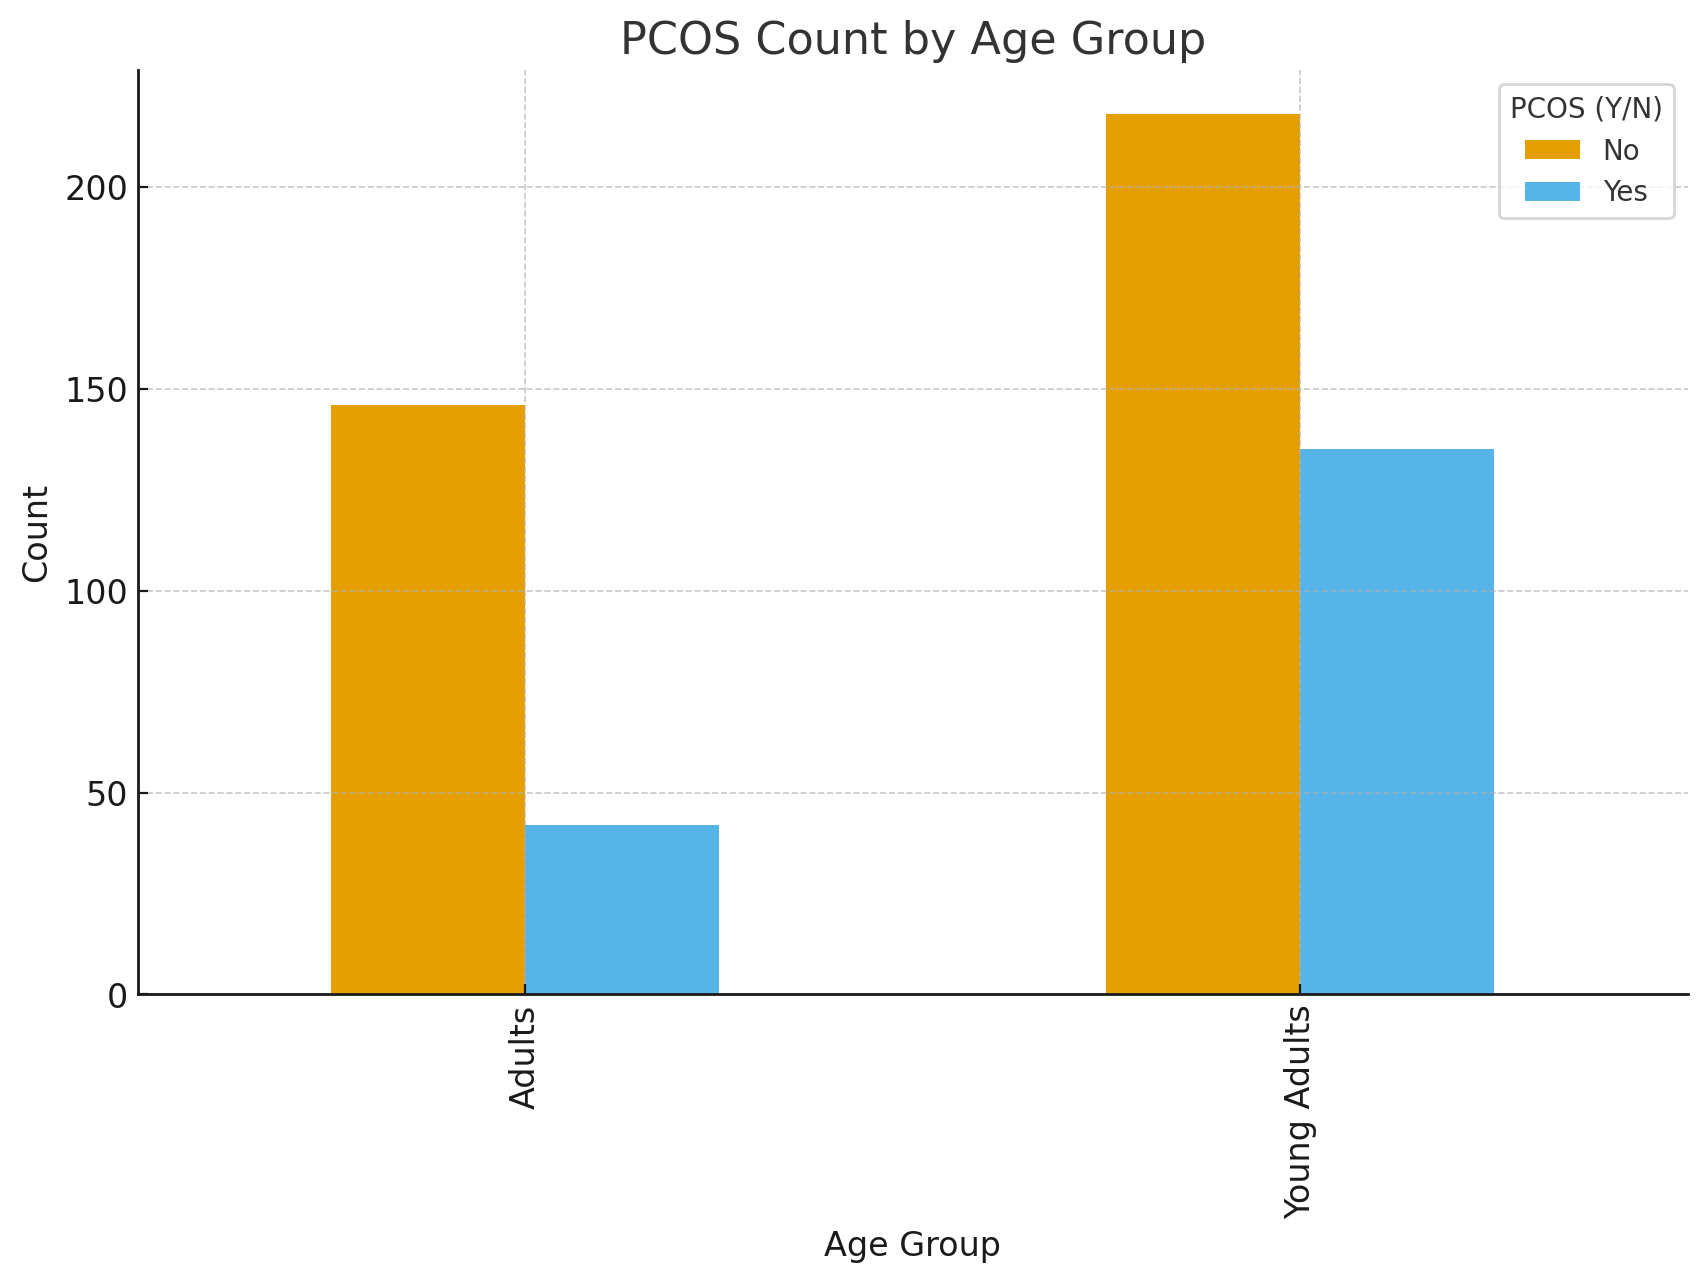 PCOS Count by Age Group
PCOS (Y/N)
No
Yes
200
150
100
50
0
Count
Adults
Young Adults
Age Group